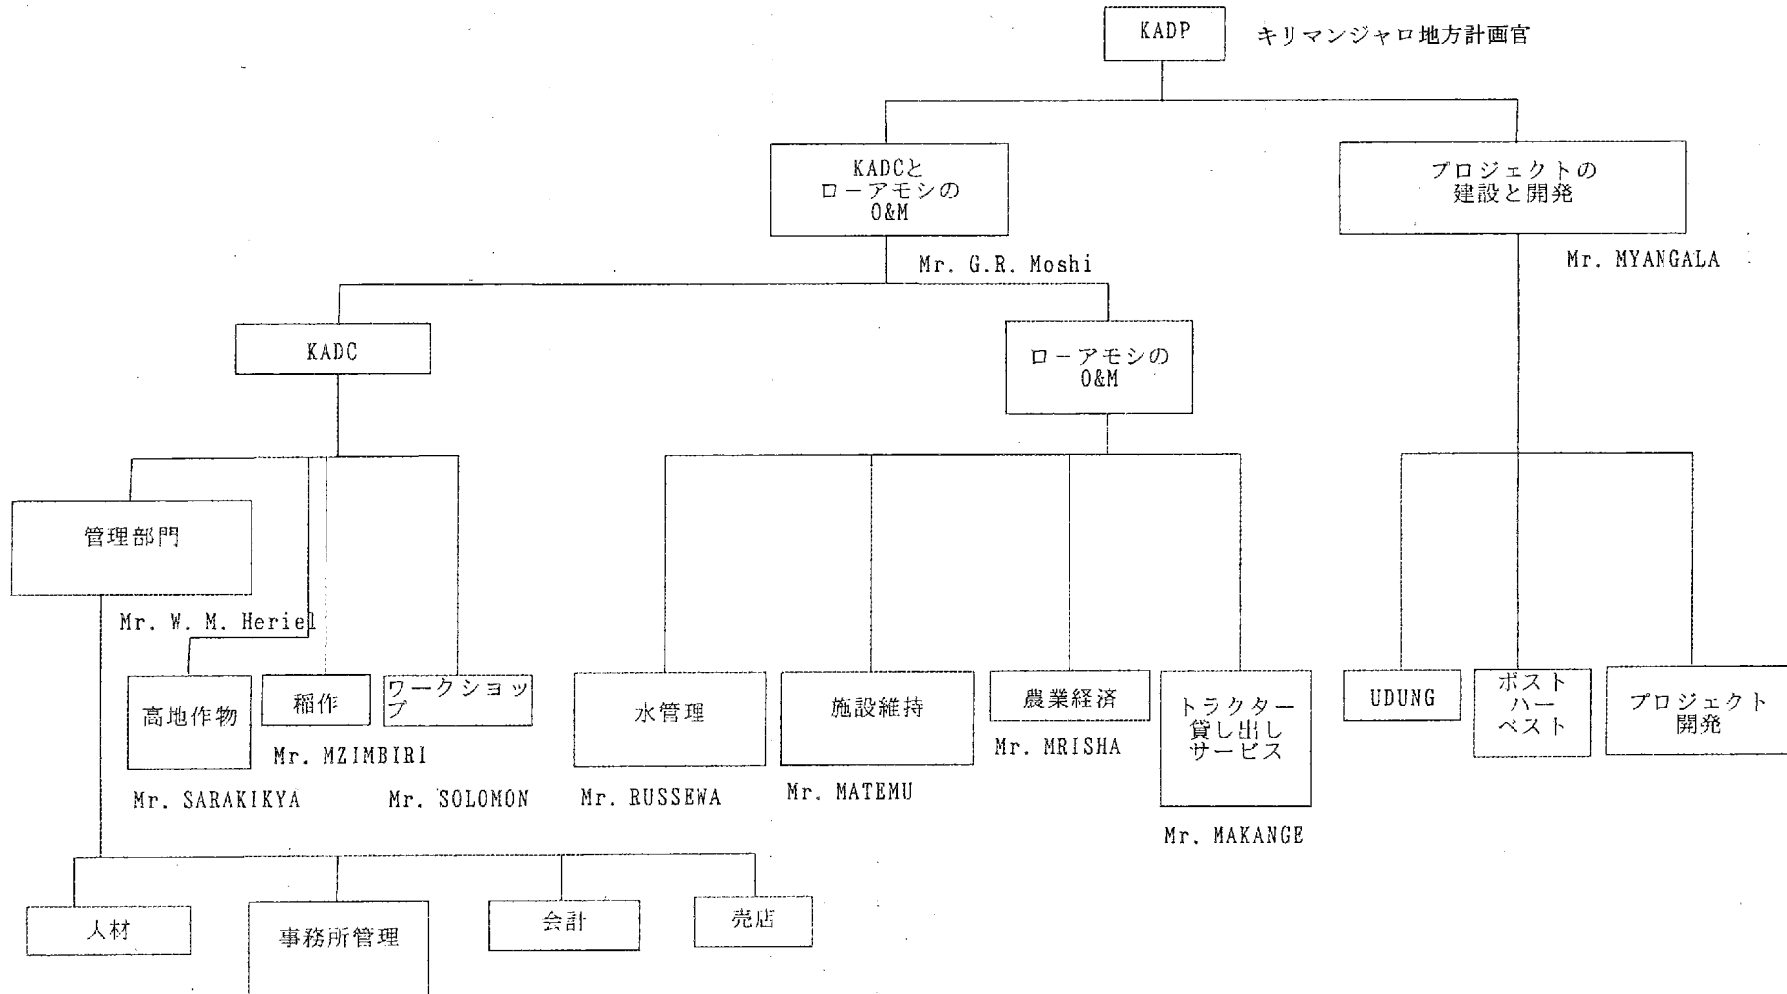 KADP
キリマンジャロ地方計画官
KADCと
ローアモシの
O&M
プロジェクトの
建設と開発
Mr. G.R. Moshi
Mr. MYANGALA
KADC
ローアモシの
O&M
管理部門
Mr. W. M. Heriel
高地作物
稲作
ワークショッ
プ
水管理
施設維持
農業経済
トラクター
貸し出し
サービス
UDUNG
ポスト
ハー
ベスト
プロジェクト
開発
Mr. MZIMBIRI
Mr. MRISHA
Mr. SARAKIKYA
Mr. SOLOMON
Mr. RUSSEWA
Mr. MATEMU
Mr. MAKANGE
人材
事務所管理
会計
売店